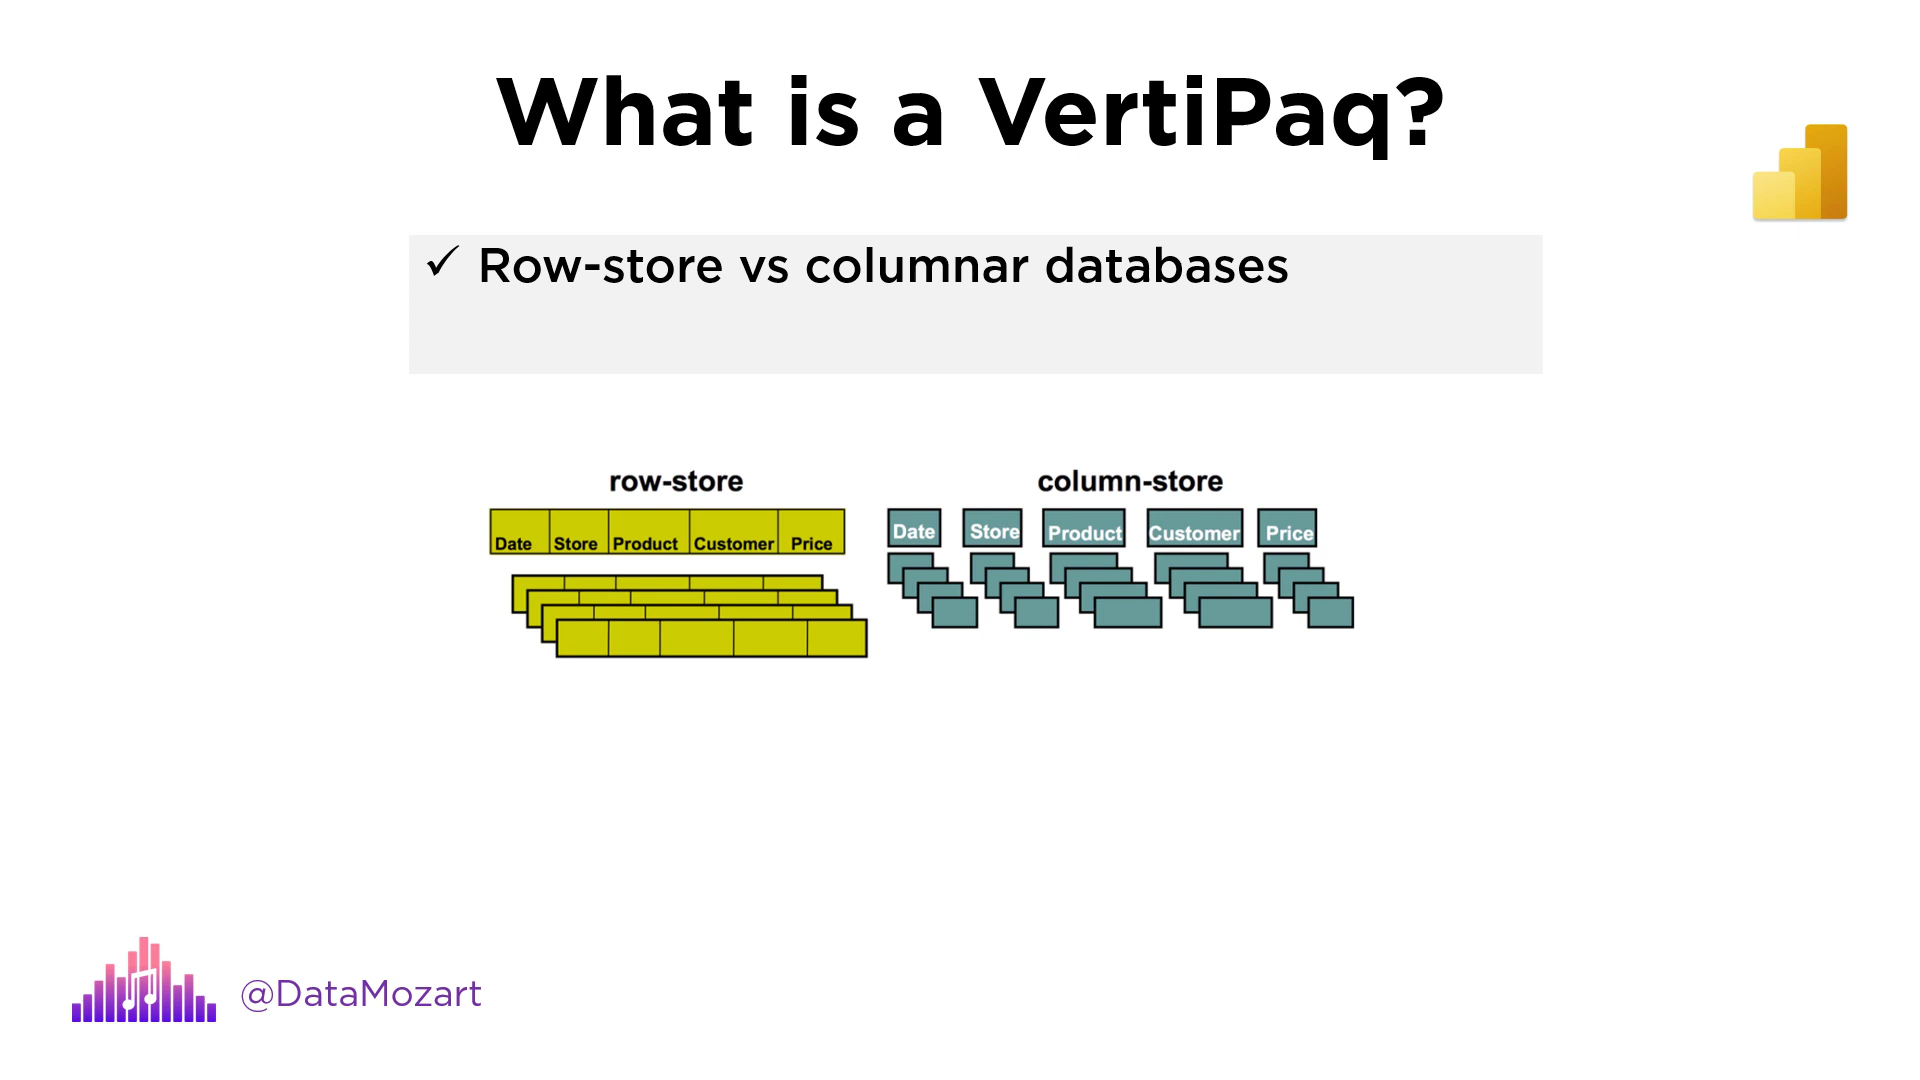 What is a VertiPaq?
✓ Row-store vs columnar databases
row-store
Date Store Product Customer Price
column-store
Date Store Product Customer Price
@DataMozart